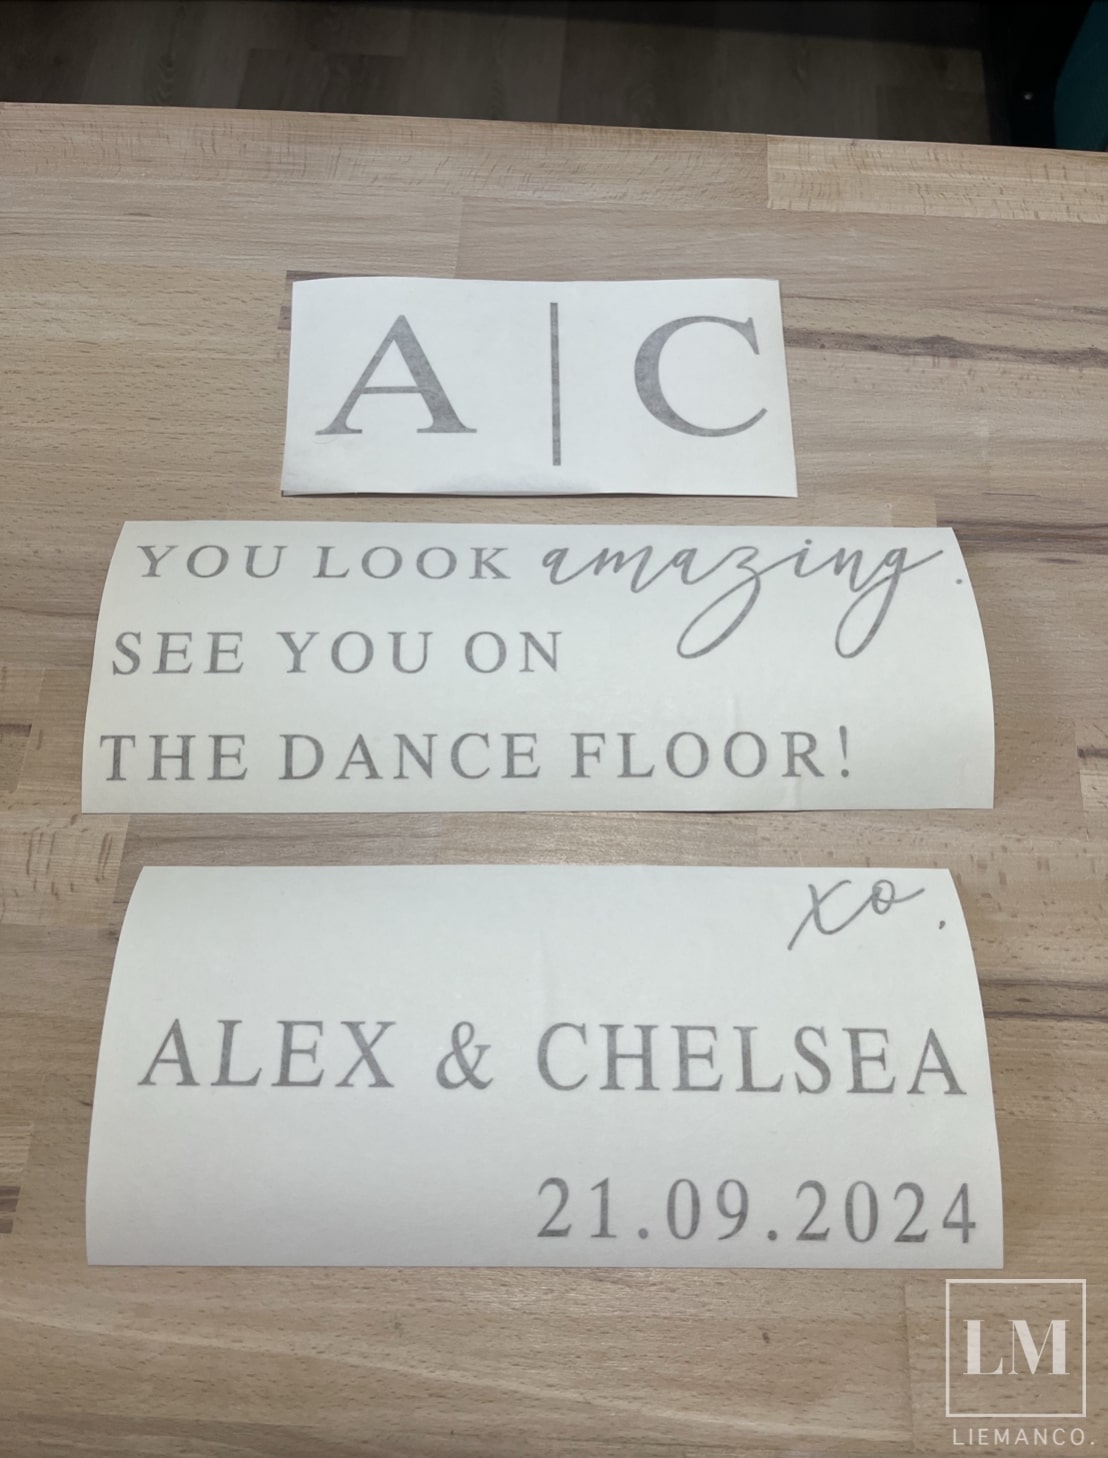 A | C
YOU LOOK amazing.
SEE YOU ON
THE DANCE FLOOR!
xo,
ALEX & CHELSEA
21.09.2024
LM
LIEMANCO.